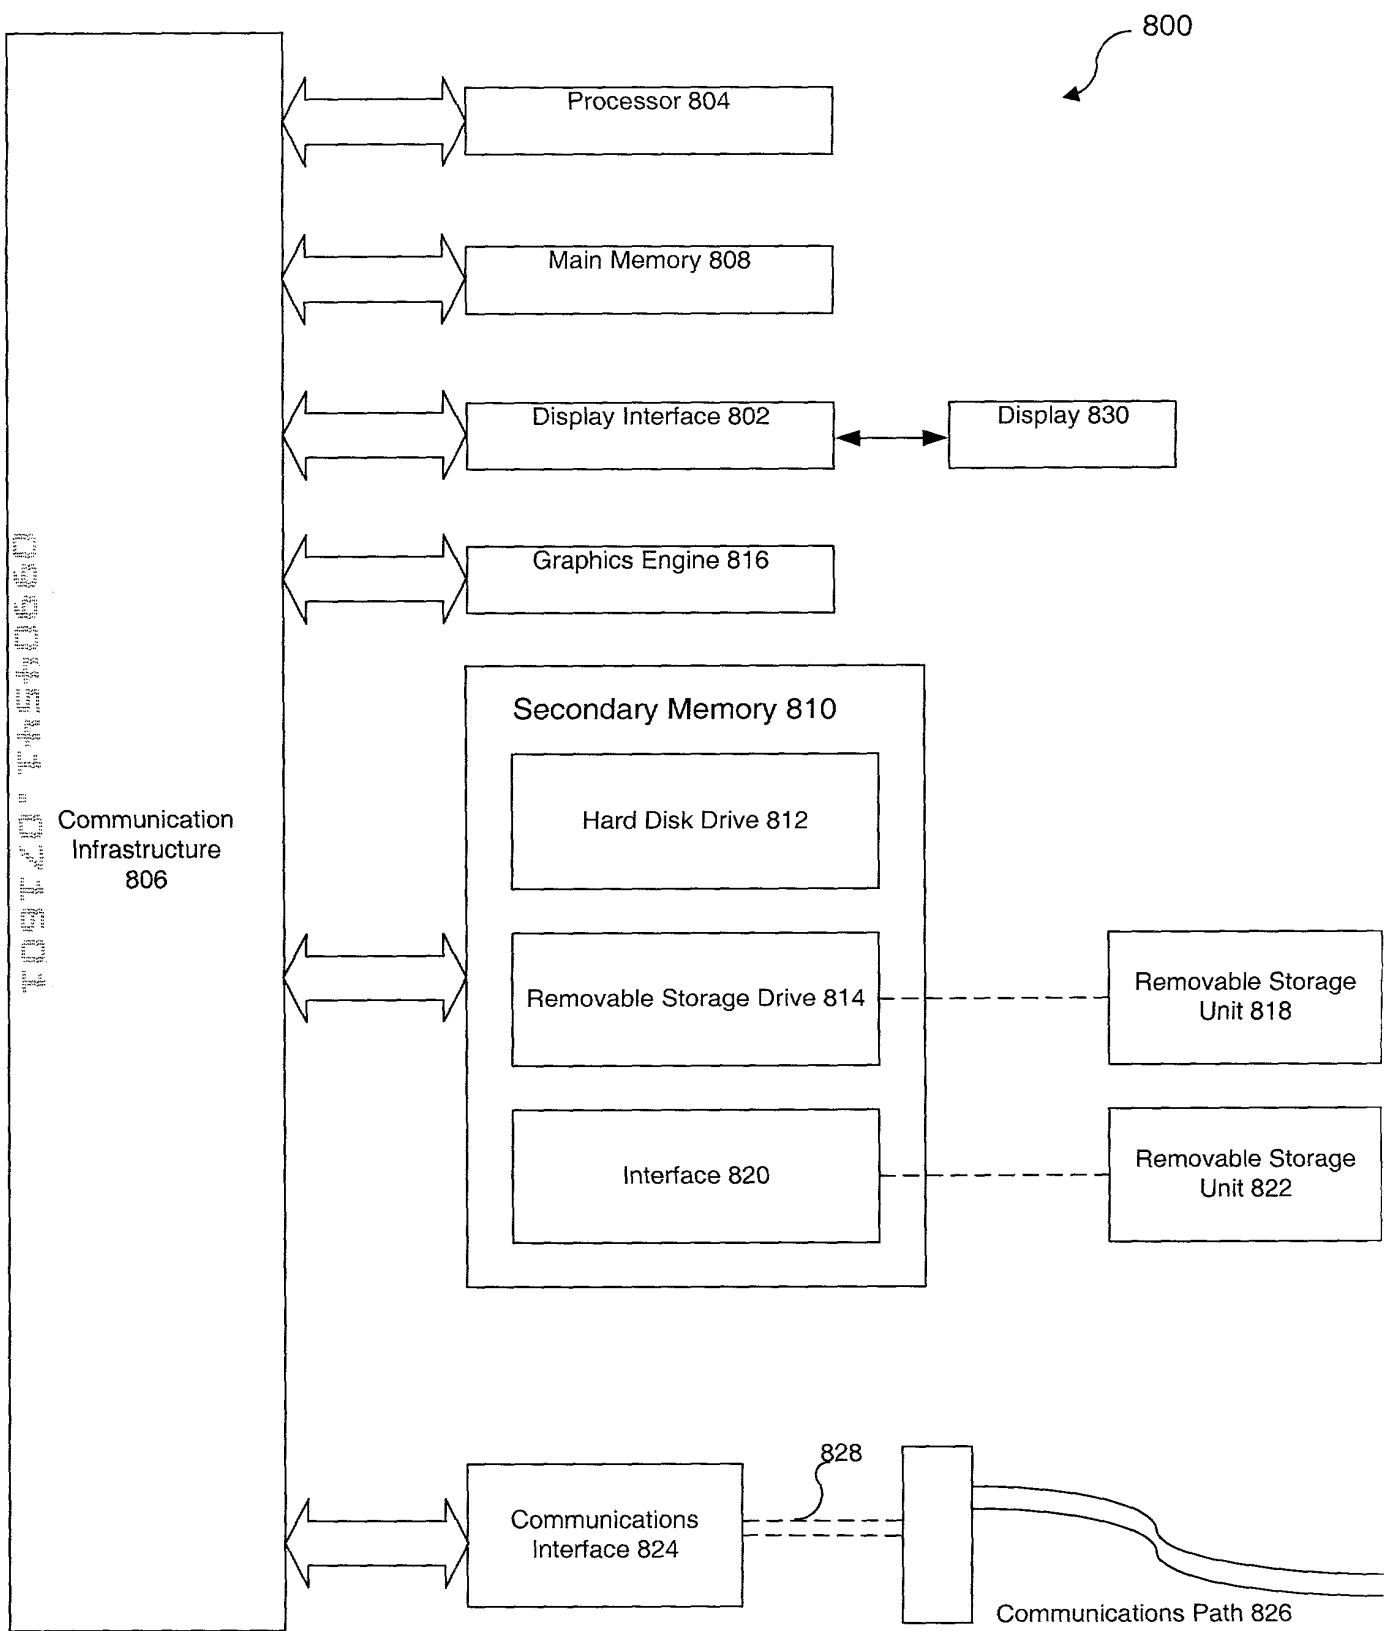 800
Processor 804
Main Memory 808
Display Interface 802
Display 830
Graphics Engine 816
Secondary Memory 810
Hard Disk Drive 812
Communication
Infrastructure
806
Removable Storage Drive 814
Removable Storage
Unit 818
Interface 820
Removable Storage
Unit 822
828
Communications
Interface 824
Communications Path 826